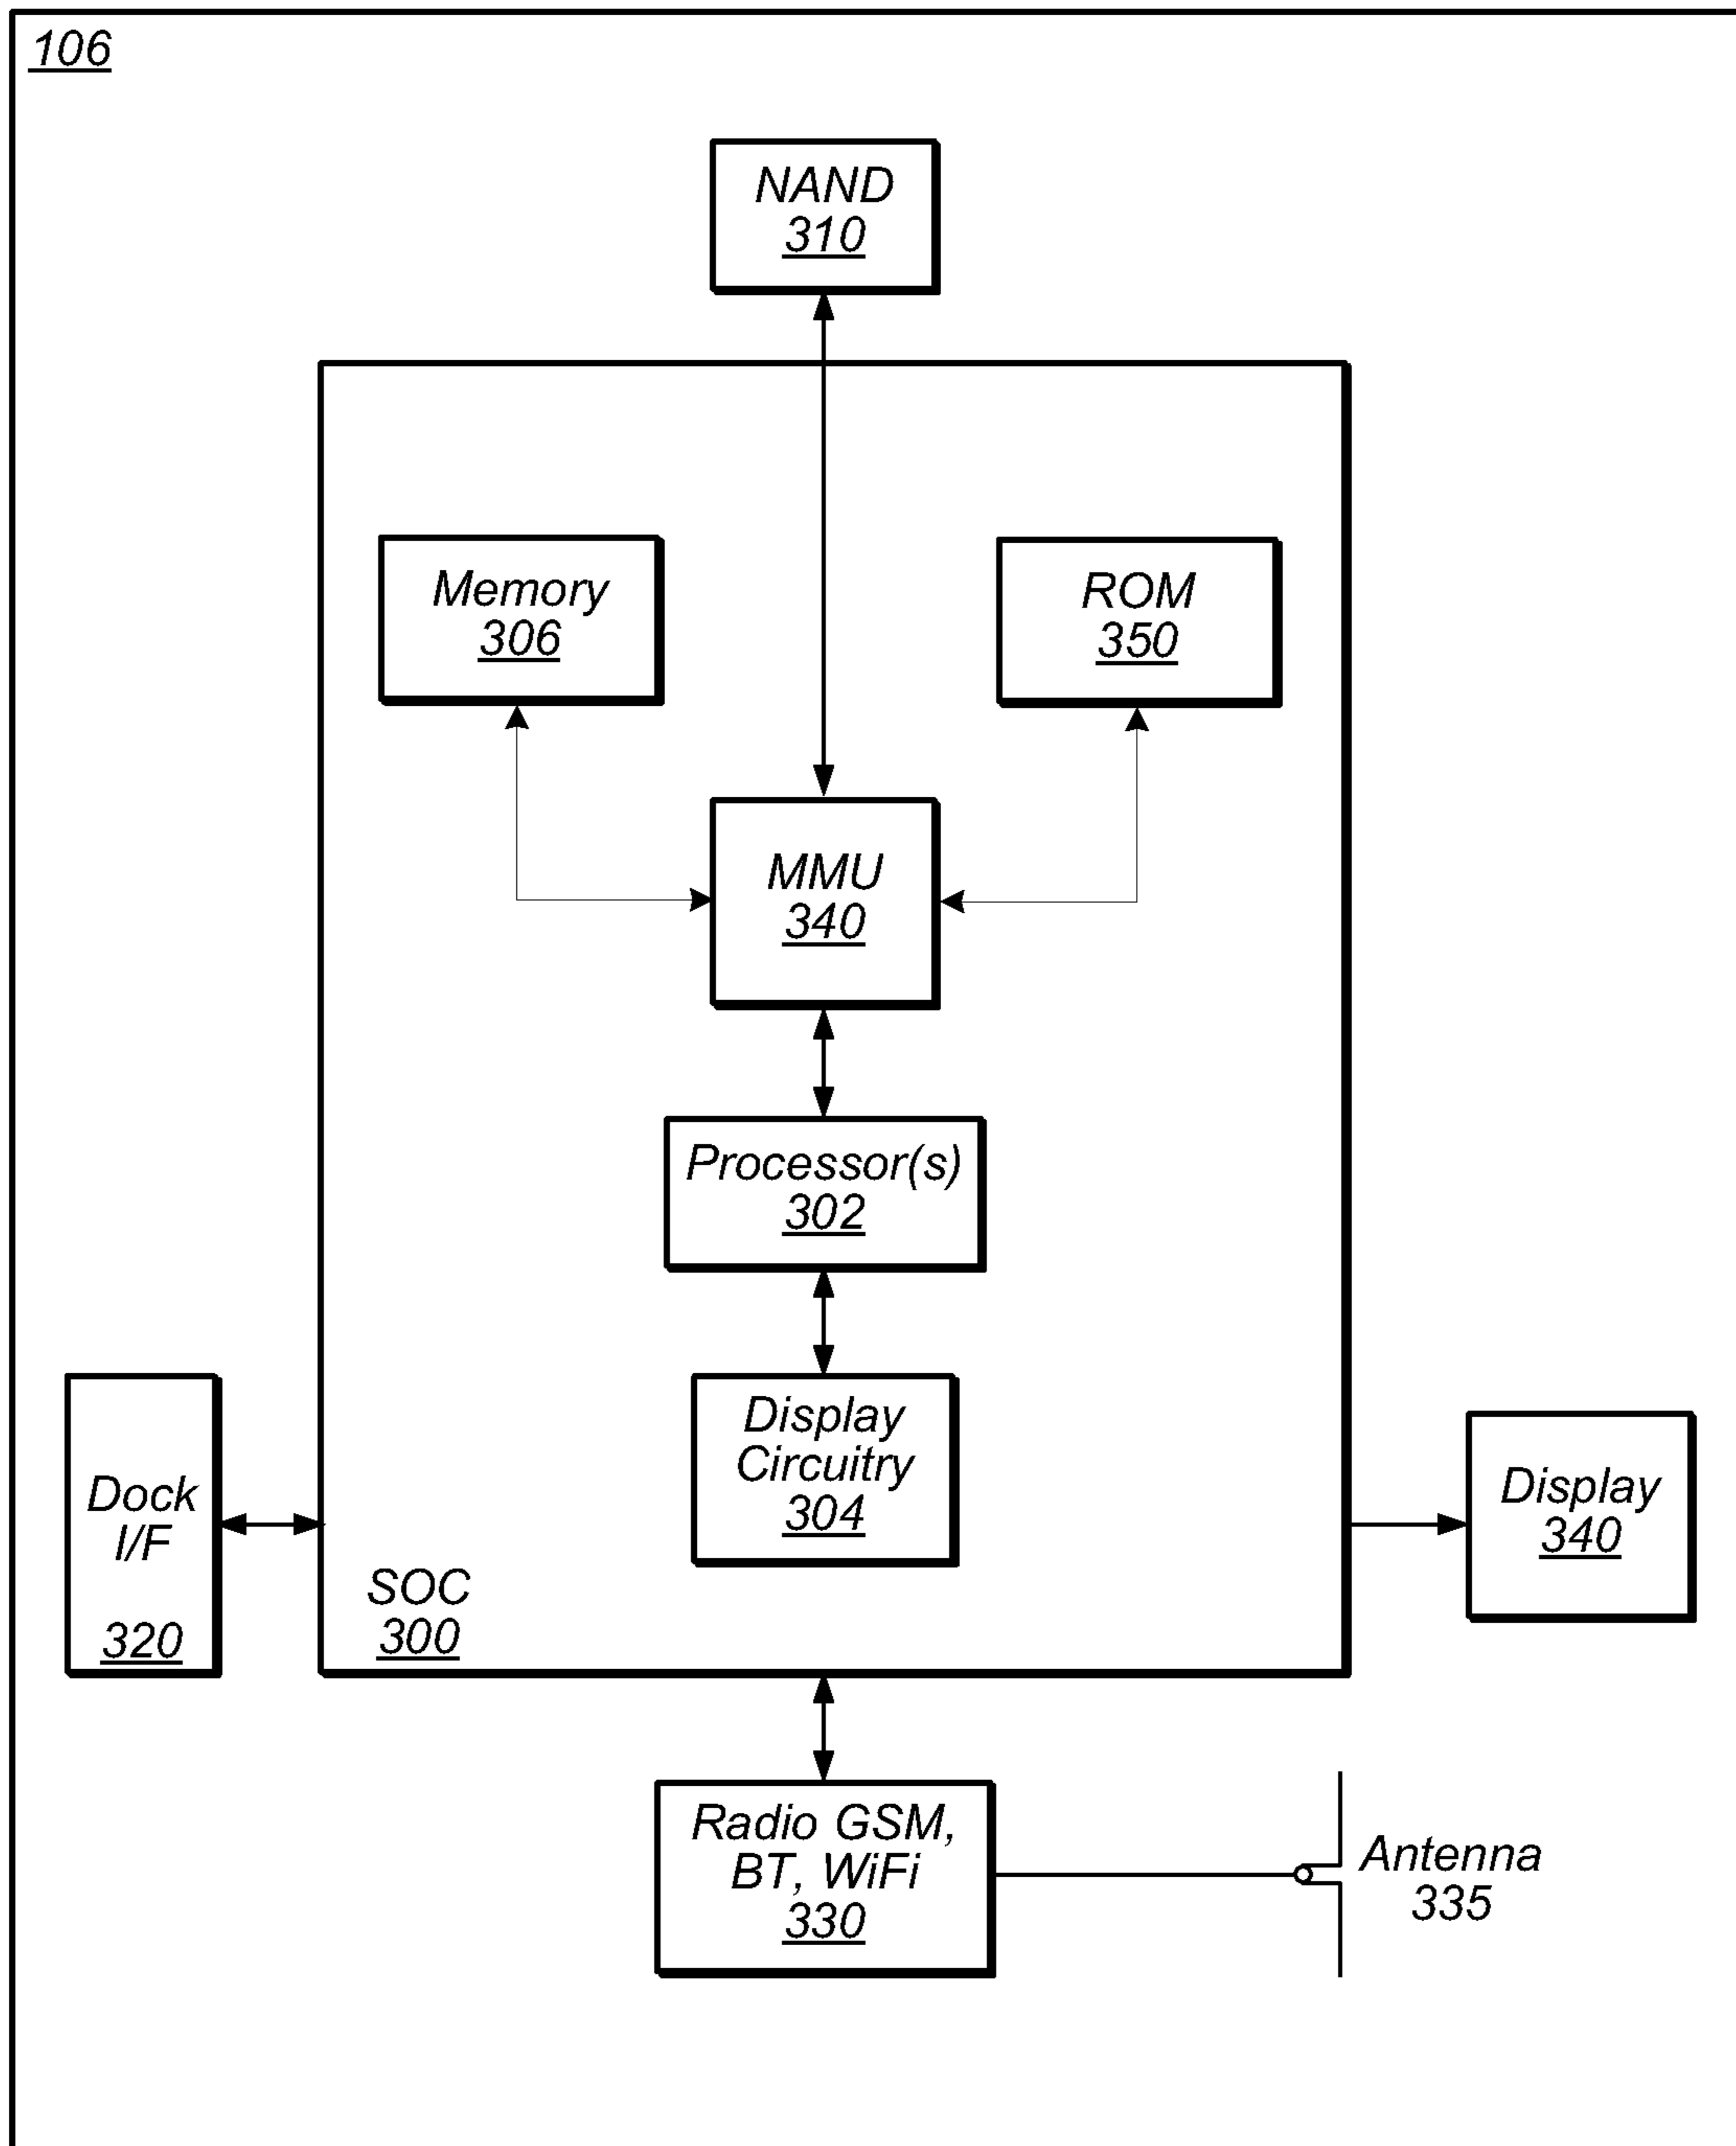 106
NAND
310
Memory
306
ROM
350
MMU
340
Processor(s)
302
Display
Circuitry
304
Dock
I/F
320
SOC
300
Display
340
Radio GSM,
BT, WiFi
330
Antenna
335